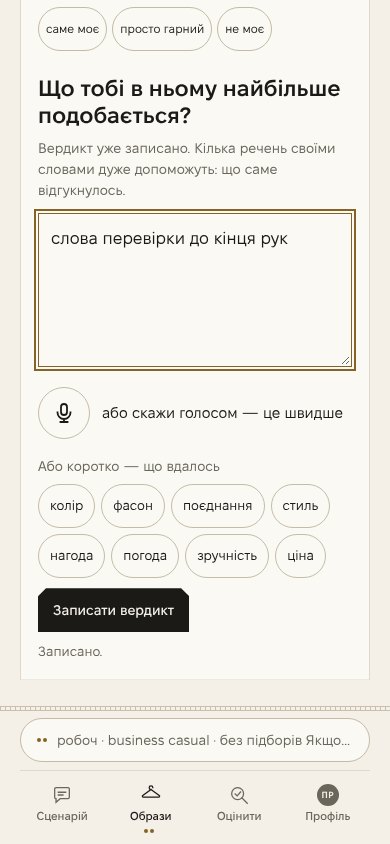 саме моє
просто гарний
не моє
Що тобі в ньому найбільше
подобається?
Вердикт уже записано. Кілька речень своїми
словами дуже допоможуть: що саме
відгукнулось.
слова перевірки до кінця рук
або скажи голосом — це швидше
Або коротко — що вдалось
колір
фасон
поєднання
стиль
нагода
погода
зручність
ціна
Записати вердикт
Записано.
робоч · business casual · без підборів Якщо...
Сценарій
Образи
Оцінити
ПР
Профіль